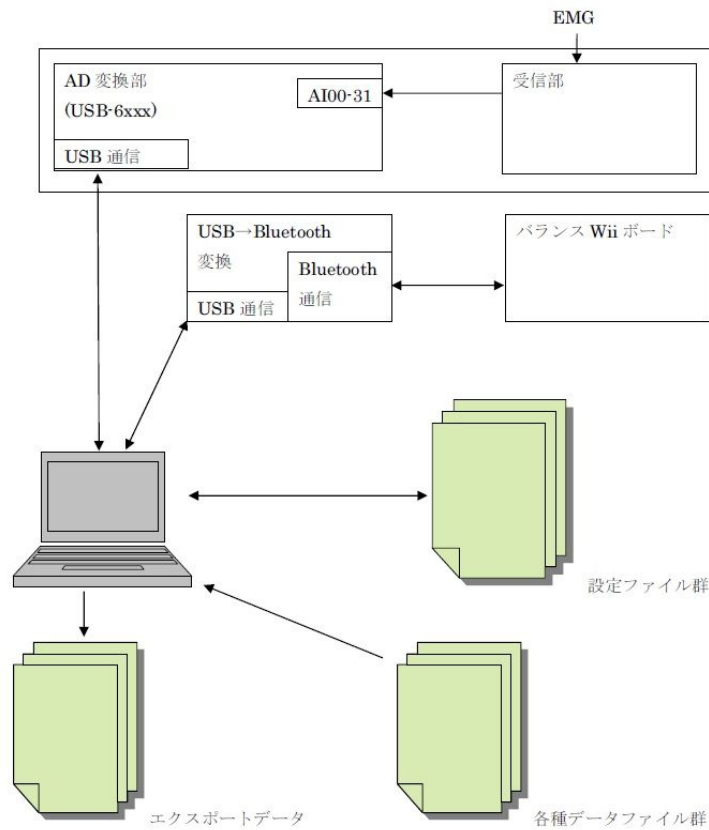 EMG
AD 変換部
(USB-6xxx)
AI00-31
受信部
USB 通信
USB→Bluetooth
変換
Bluetooth
通信
USB 通信
バランス Wii ボード
設定ファイル群
エクスポートデータ
各種データファイル群